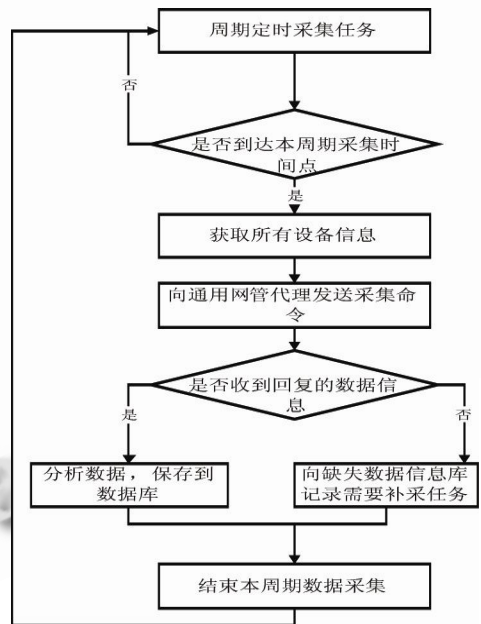 周期定时采集任务
否
是否到达本周期采集时
间点
是
获取所有设备信息
向通用网管代理发送采集命
令
是否收到回复的数据信
息
是
否
分析数据，保存到
数据库
向缺失数据信息库
记录需要补采任务
结束本周期数据采集